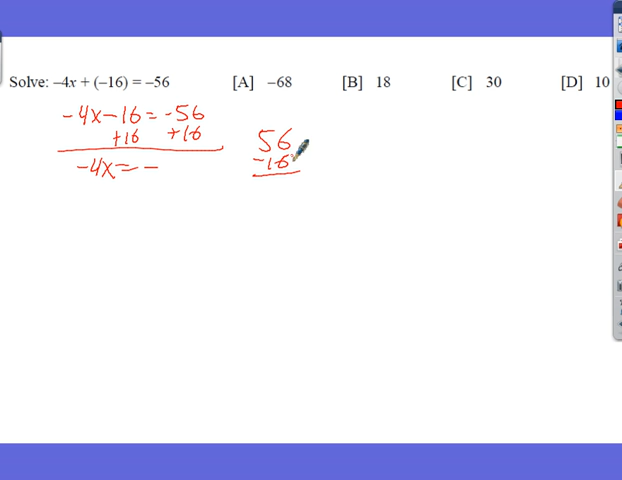 Solve: –4x + (–16) = –56 [A] –68 [B] 18 [C] 30 [D] 10
-4x-16=-56
+16 +16
-4x=-
56
-16